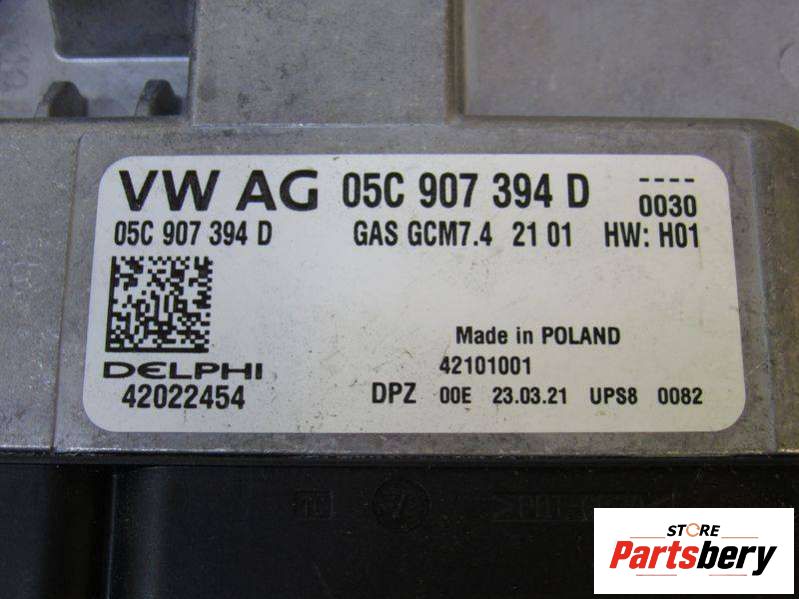 VW AG 05C 907 394 D ----
0030
05C 907 394 D GAS GCM7.4 21 01 HW: H01
Made in POLAND
DELPHI 42101001
42022454 DPZ 00E 23.03.21 UPS8 0082
STORE
Partsbery